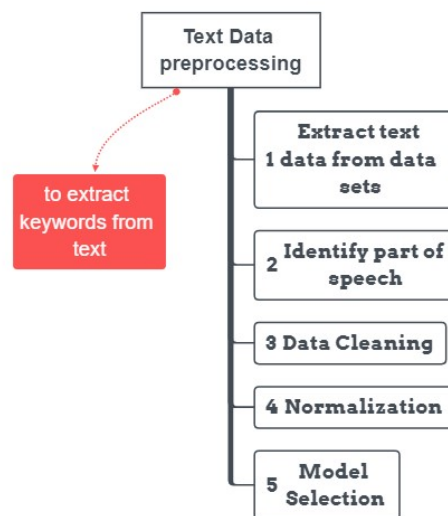 Text Data
preprocessing
to extract
keywords from
text
Extract text
1 data from data
sets
2 Identify part of
speech
3 Data Cleaning
4 Normalization
5 Model
Selection